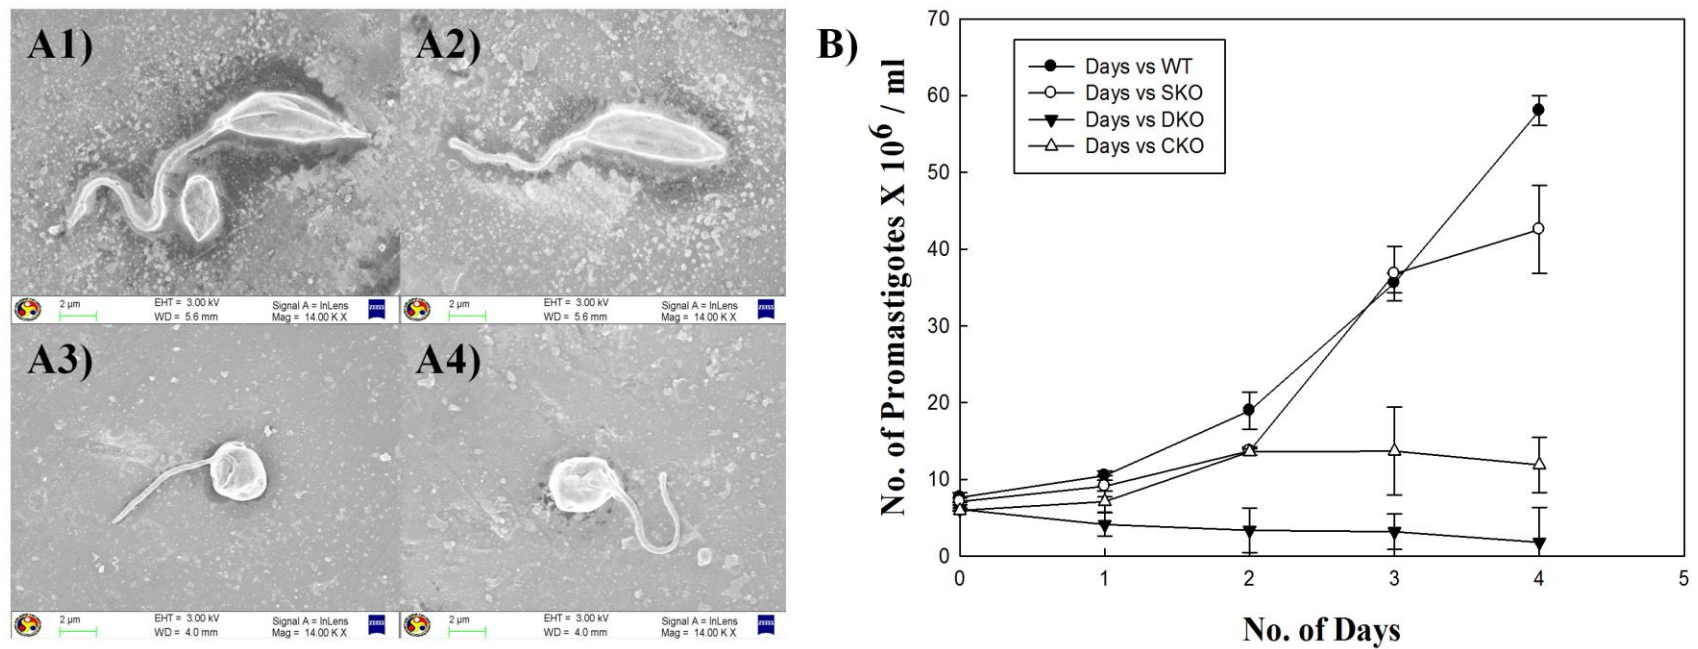 A1)
2 µm
EHT = 3.00 kV
WD = 5.6 mm
Signal A = InLens
Mag = 14.00 K X
ZEISS
A2)
2 µm
EHT = 3.00 kV
WD = 5.6 mm
Signal A = InLens
Mag = 14.00 K X
ZEISS
A3)
2 µm
EHT = 3.00 kV
WD = 4.0 mm
Signal A = InLens
Mag = 14.00 K X
ZEISS
A4)
2 µm
EHT = 3.00 kV
WD = 4.0 mm
Signal A = InLens
Mag = 14.00 K X
ZEISS
B)
No. of Promastigotes X 10⁶ / ml
70
60
50
40
30
20
10
0
Days vs WT
Days vs SKO
Days vs DKO
Days vs CKO
0 1 2 3 4 5
No. of Days